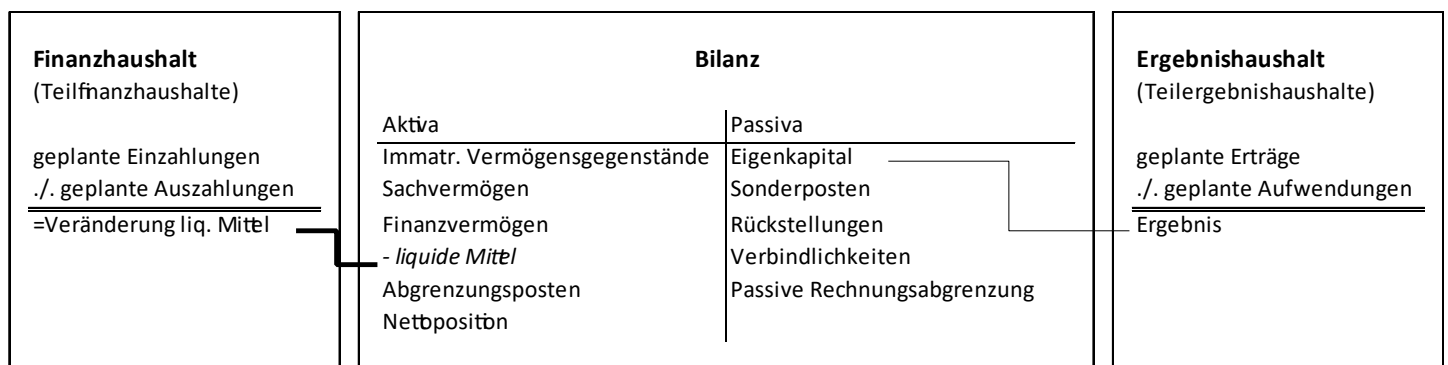 Finanzhaushalt
(Teilfinanzhaushalte)
geplante Einzahlungen
./. geplante Auszahlungen
=Veränderung liq. Mittel
Bilanz
Aktiva
Immatr. Vermögensgegenstände
Sachvermögen
Finanzvermögen
- liquide Mittel
Abgrenzungsposten
Nettoposition
Passiva
Eigenkapital
Sonderposten
Rückstellungen
Verbindlichkeiten
Passive Rechnungsabgrenzung
Ergebnishaushalt
(Teilergebnishaushalte)
geplante Erträge
./. geplante Aufwendungen
Ergebnis